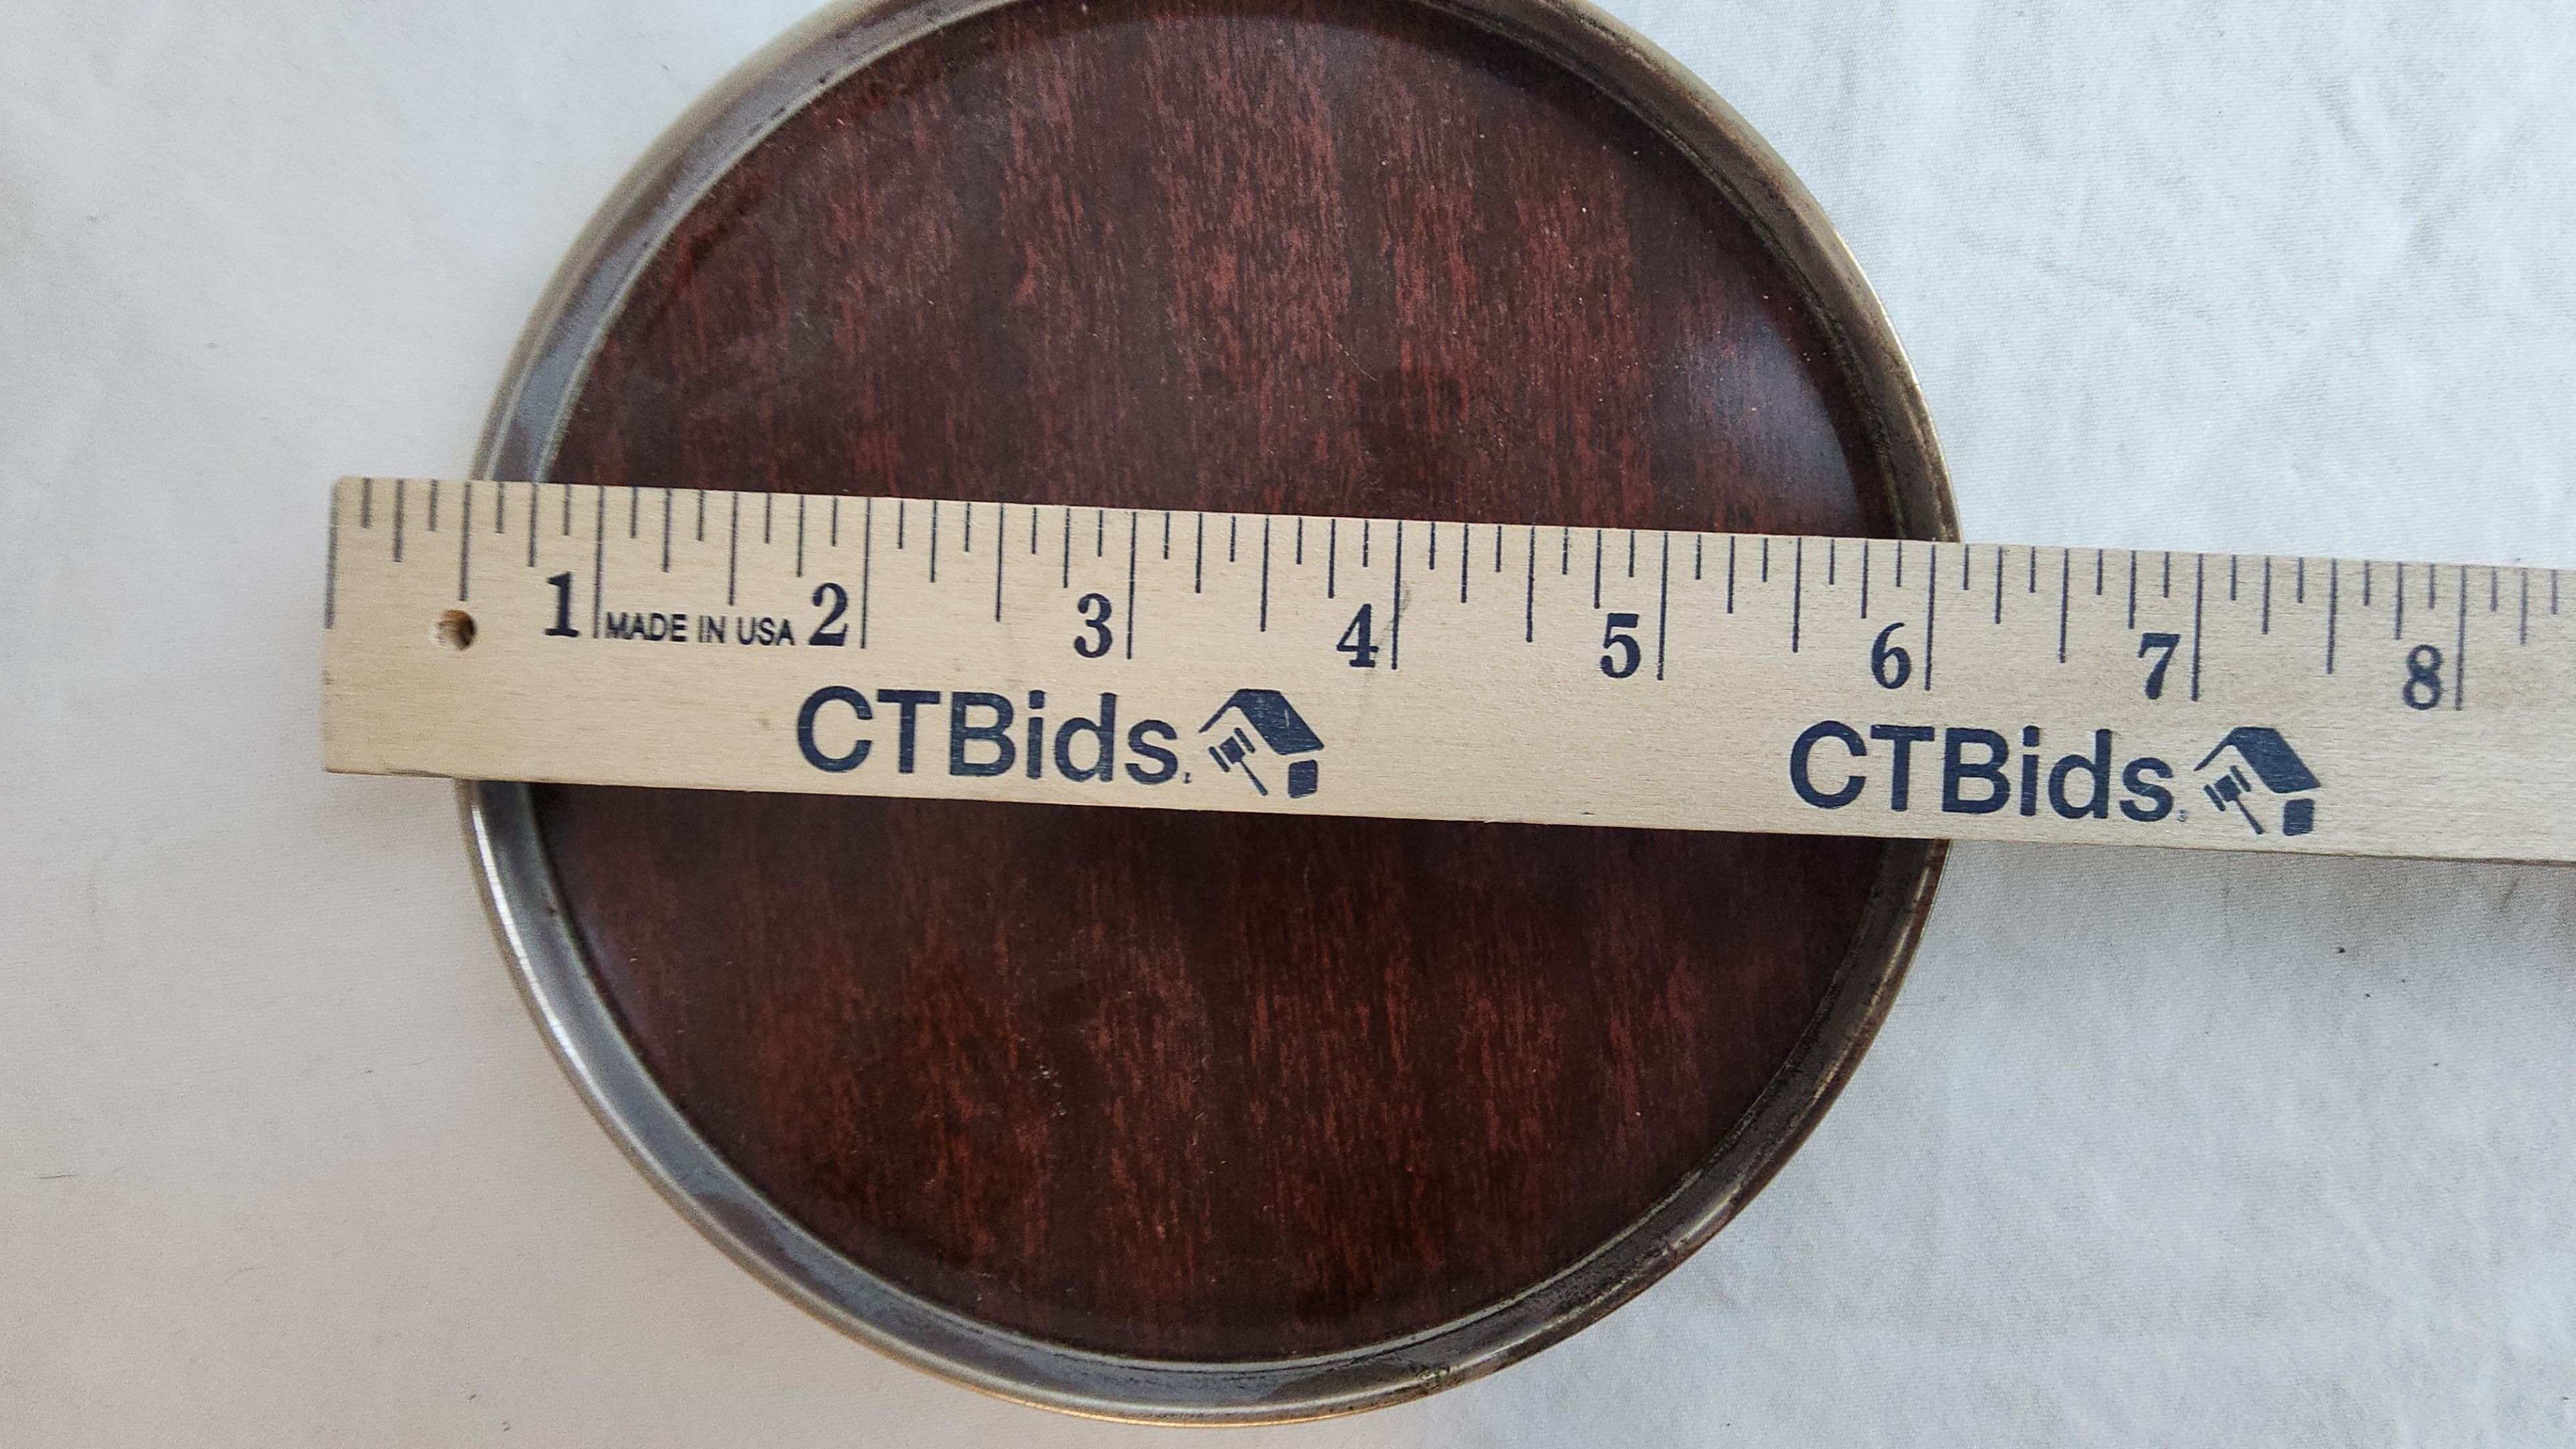 1 MADE IN USA 2 3 4 5 6 7 8
CTBids. CTBids.